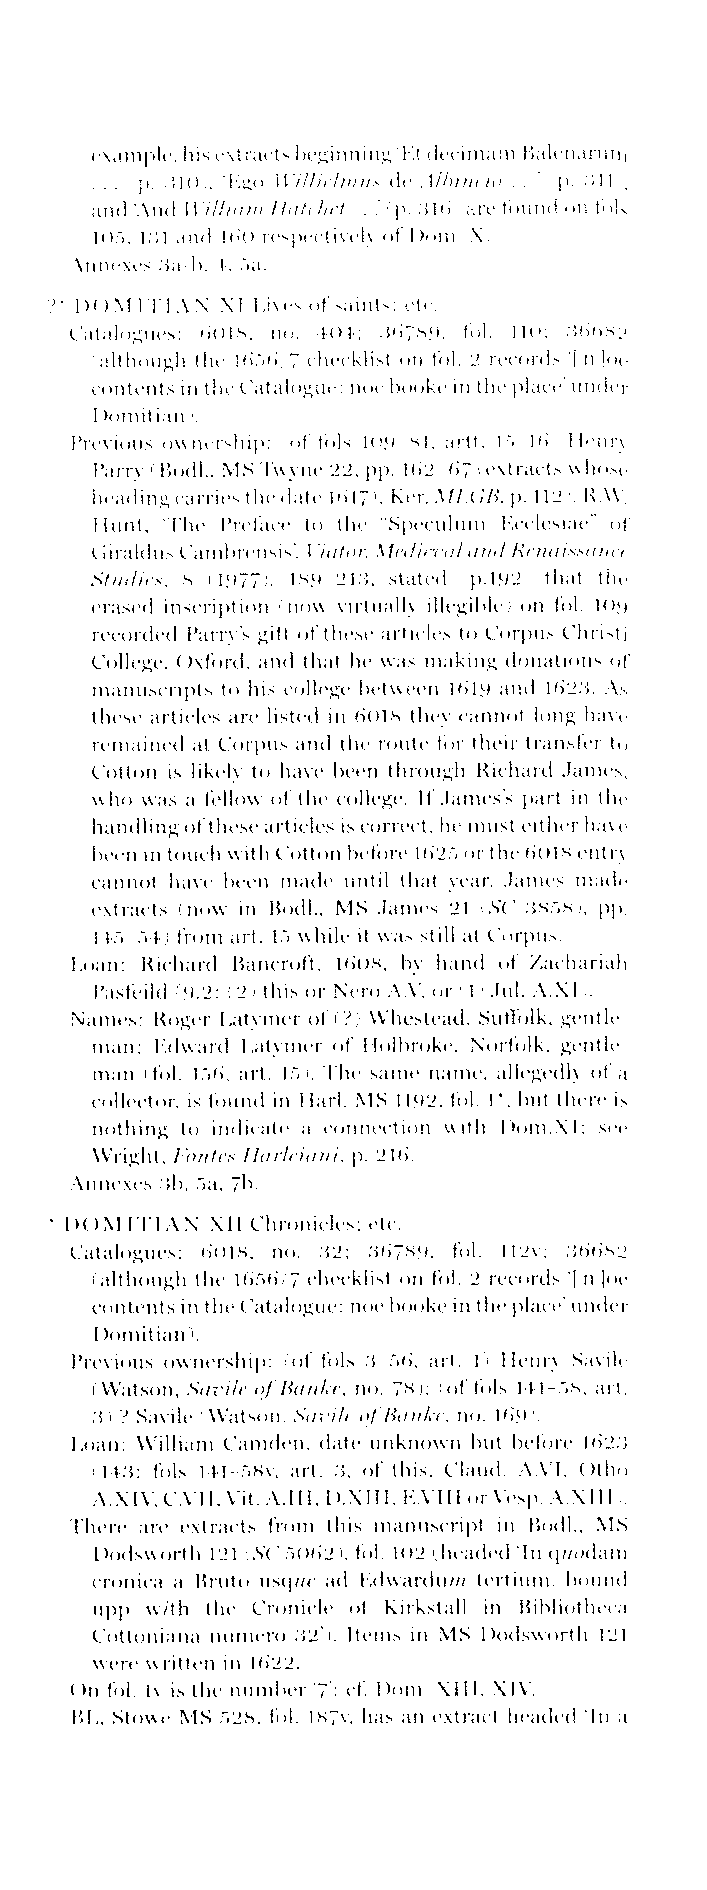 example, his extracts beginning 'Et decimam Balenarum
. . .' (p. 310), 'Ego Willielmus de Albineio . . .' (p. 311),
and 'And William Hatchet . . .' (p. 316) are found on fols
105, 131 and 160 respectively of Dom. X.
Annexes 3a-b, 4, 5a.
?* DOMITIAN XI Lives of saints; etc.
Catalogues: 6018, no. 404; 36789, fol. 110; 36682
(although the 1656/7 checklist on fol. 2 records '[n]oe
contents in the Catalogue: noe booke in the place' under
Domitian).
Previous ownership: (of fols 109-81, artt. 15-16) Henry
Parry (Bodl., MS Twyne 22, pp. 162-67 (extracts whose
heading carries the date 1617), Ker, MLGB, p. 112). R.W.
Hunt, 'The Preface to the "Speculum Ecclesiae" of
Giraldus Cambrensis', Viator, Medieval and Renaissance
Studies, 8 (1977), 189-213, stated (p.192) that the
erased inscription (now virtually illegible) on fol. 109
recorded Parry's gift of these articles to Corpus Christi
College, Oxford, and that he was making donations of
manuscripts to his college between 1619 and 1623. As
these articles are listed in 6018 they cannot long have
remained at Corpus and the route for their transfer to
Cotton is likely to have been through Richard James,
who was a fellow of the college. If James's part in the
handling of these articles is correct, he must either have
been in touch with Cotton before 1625 or the 6018 entry
cannot have been made until that year. James made
extracts (now in Bodl., MS James 21 (SC 3858), pp.
145-54) from art. 15 while it was still at Corpus.
Loan: Richard Bancroft, 1608, by hand of Zachariah
Pasfeild (9.2: (2) this or Nero A.V, or (1) Jul. A.XI).
Names: Roger Latymer of (?) Whestead, Suffolk, gentle-
man; Edward Latymer of Holbroke, Norfolk, gentle-
man (fol. 156, art. 15). The same name, allegedly of a
collector, is found in Harl. MS 1192, fol. 1*, but there is
nothing to indicate a connection with Dom.XI: see
Wright, Fontes Harleiani, p. 216.
Annexes 3b, 5a, 7b.
* DOMITIAN XII Chronicles; etc.
Catalogues: 6018, no. 32; 36789, fol. 112v; 36682
(although the 1656/7 checklist on fol. 2 records '[n]oe
contents in the Catalogue: noe booke in the place' under
Domitian).
Previous ownership: (of fols 3-56, art. 1) Henry Savile
(Watson, Savile of Banke, no. 78); (of fols 141-58, art.
3) ? Savile (Watson, Savile of Banke, no. 169).
Loan: William Camden, date unknown but before 1623
(143: fols 141-58v, art. 3, of this, Claud. A.VI, Otho
A.XIV, C.VII, Vit. A.III, D.XIII, E.VIII or Vesp. A.XIII).
There are extracts from this manuscript in Bodl., MS
Dodsworth 121 (SC 5062), fol. 102 (headed 'In quodam
cronica a Bruto usque ad Edwardum tertium, bound
upp with the Cronicle of Kirkstall in Bibliotheca
Cottoniana numero 32'). Items in MS Dodsworth 121
were written in 1622.
On fol. 1v is the number '7': cf. Dom. XIII, XIV.
BL, Stowe MS 528, fol. 187v, has an extract headed 'In a